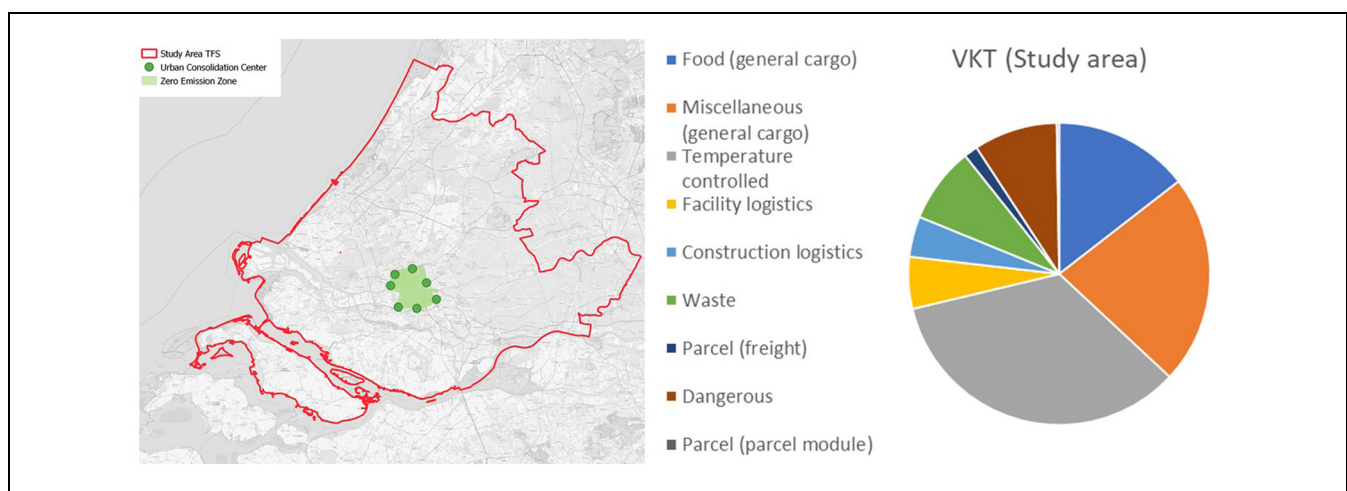 Study Area TFS
Urban Consolidation Center
Zero Emission Zone
Food (general cargo)
Miscellaneous
(general cargo)
Temperature
controlled
Facility logistics
Construction logistics
Waste
Parcel (freight)
Dangerous
Parcel (parcel module)
VKT (Study area)